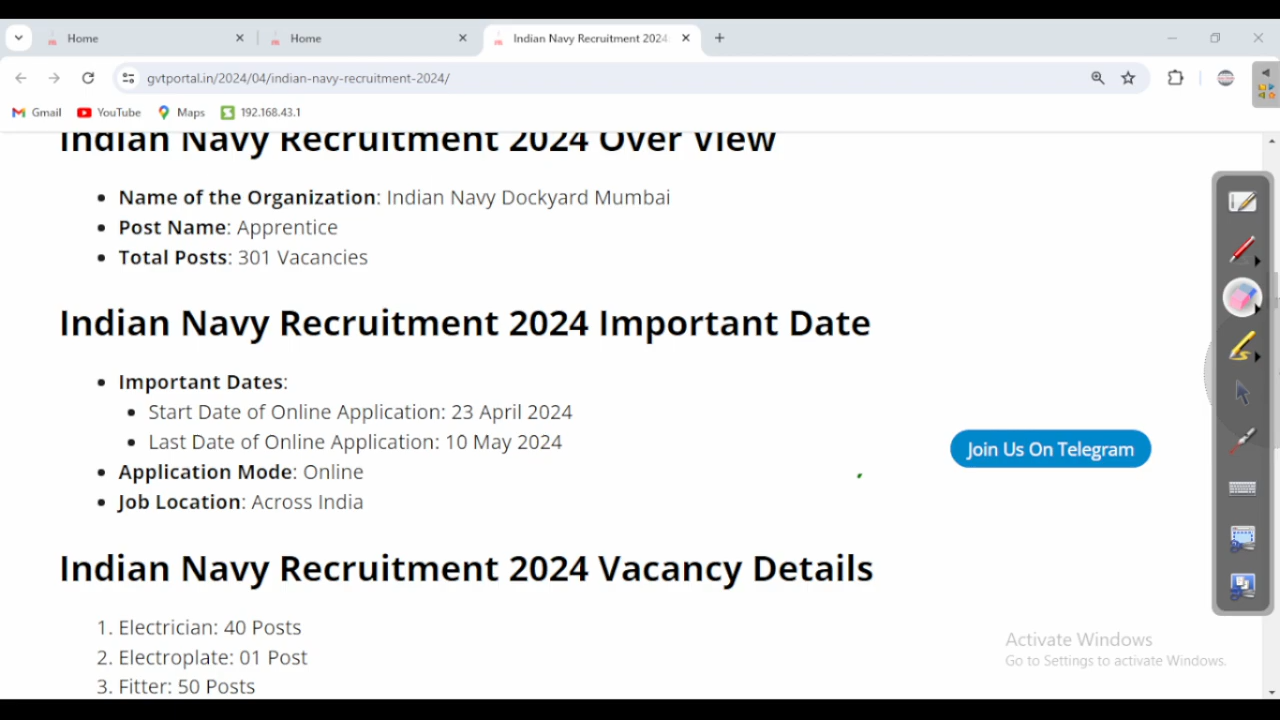 Home
Home
Indian Navy Recruitment 2024
gvtportal.in/2024/04/indian-navy-recruitment-2024/
Gmail
YouTube
Maps
192.168.43.1
Indian Navy Recruitment 2024 Over View
Name of the Organization: Indian Navy Dockyard Mumbai
Post Name: Apprentice
Total Posts: 301 Vacancies
Indian Navy Recruitment 2024 Important Date
Important Dates:
Start Date of Online Application: 23 April 2024
Last Date of Online Application: 10 May 2024
Application Mode: Online
Job Location: Across India
Join Us On Telegram
Indian Navy Recruitment 2024 Vacancy Details
1. Electrician: 40 Posts
2. Electroplate: 01 Post
3. Fitter: 50 Posts
Activate Windows
Go to Settings to activate Windows.